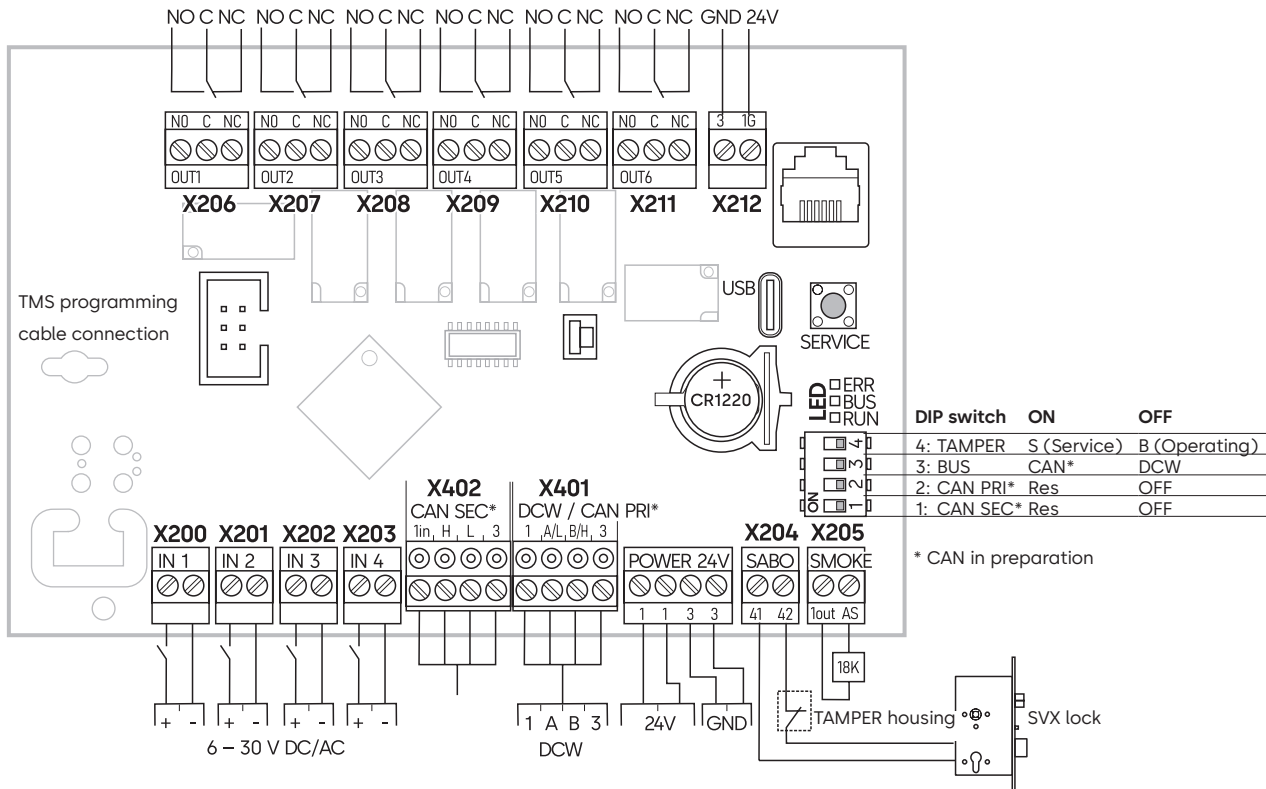 NO C NC NO C NC NO C NC NO C NC NO C NC NO C NC GND 24V
NO C NC NO C NC NO C NC NO C NC NO C NC NO C NC 3 1G
OUT1 OUT2 OUT3 OUT4 OUT5 OUT6
X206 X207 X208 X209 X210 X211 X212
TMS programming
cable connection
USB
SERVICE
CR1220
LED
ERR
BUS
RUN
ON
4
3
2
1
DIP switch ON OFF
4: TAMPER S (Service) B (Operating)
3: BUS CAN* DCW
2: CAN PRI* Res OFF
1: CAN SEC* Res OFF
* CAN in preparation
X402 X401
CAN SEC* DCW / CAN PRI*
1in H L 3 1 A/L B/H 3
X200 X201 X202 X203 X204 X205
IN 1 IN 2 IN 3 IN 4 POWER 24V SABO SMOKE
1 1 3 3 41 42 1out AS
18K
+ - + - + - + - 1 A B 3 24V GND
TAMPER housing SVX lock
6 – 30 V DC/AC DCW